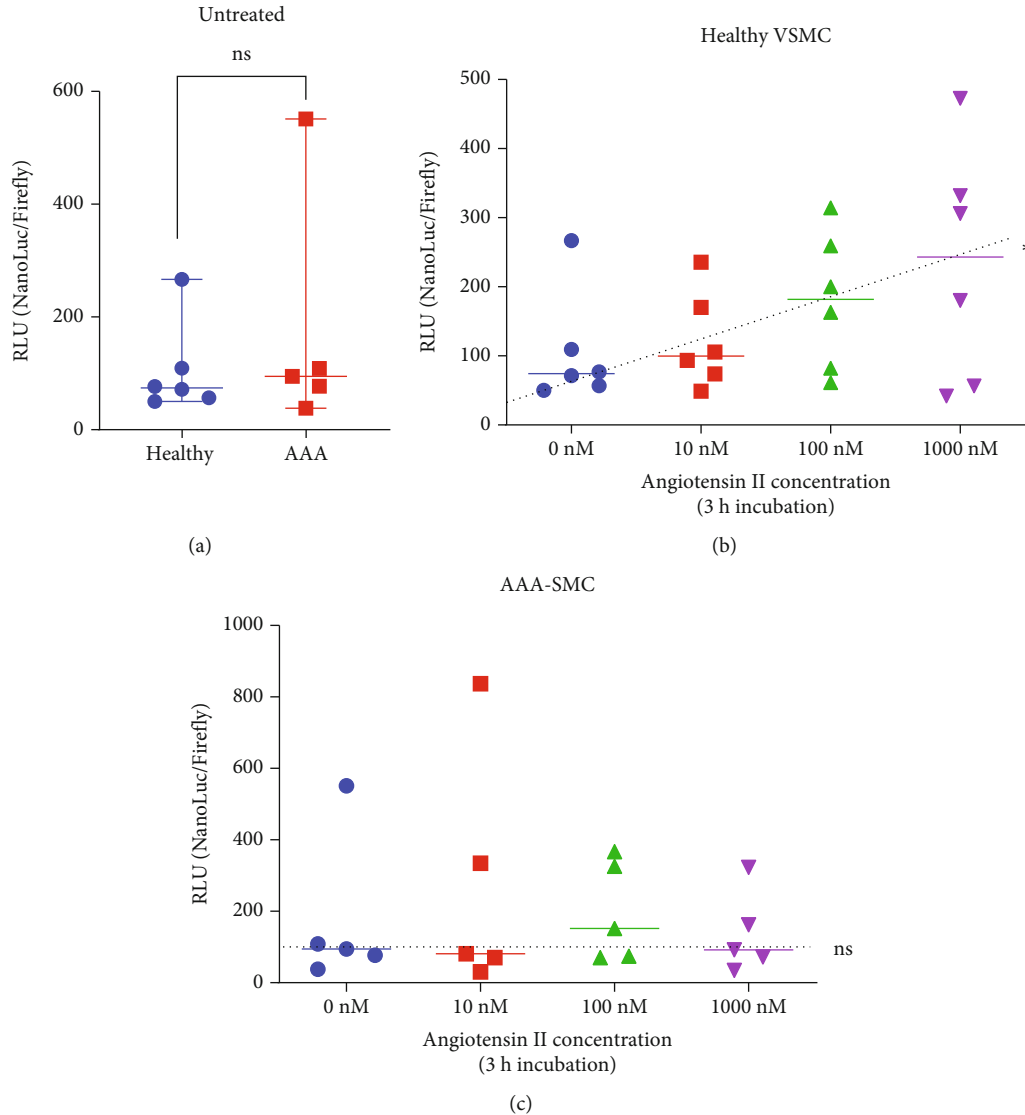 Untreated
ns
RLU (NanoLuc/Firefly)
600
400
200
0
Healthy
AAA
(a)
Healthy VSMC
RLU (NanoLuc/Firefly)
500
400
300
200
100
0
0 nM
10 nM
100 nM
1000 nM
Angiotensin II concentration
(3 h incubation)
(b)
AAA-SMC
RLU (NanoLuc/Firefly)
1000
800
600
400
200
0
ns
0 nM
10 nM
100 nM
1000 nM
Angiotensin II concentration
(3 h incubation)
(c)